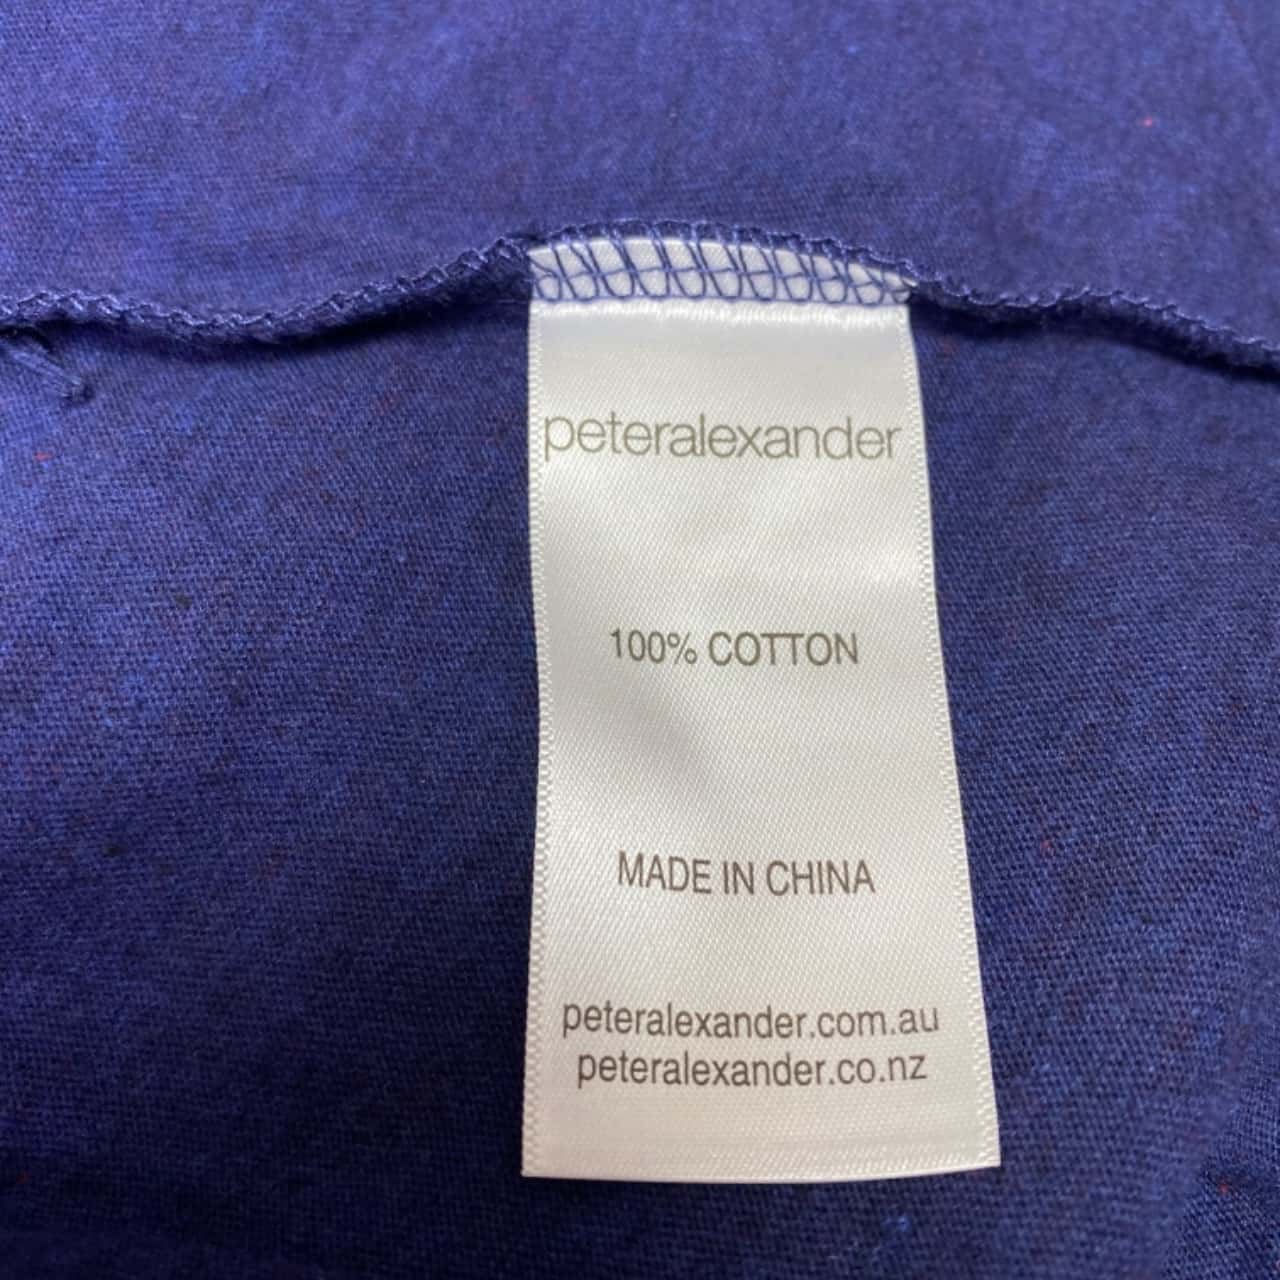 peteralexander
100% COTTON
MADE IN CHINA
peteralexander.com.au
peteralexander.co.nz